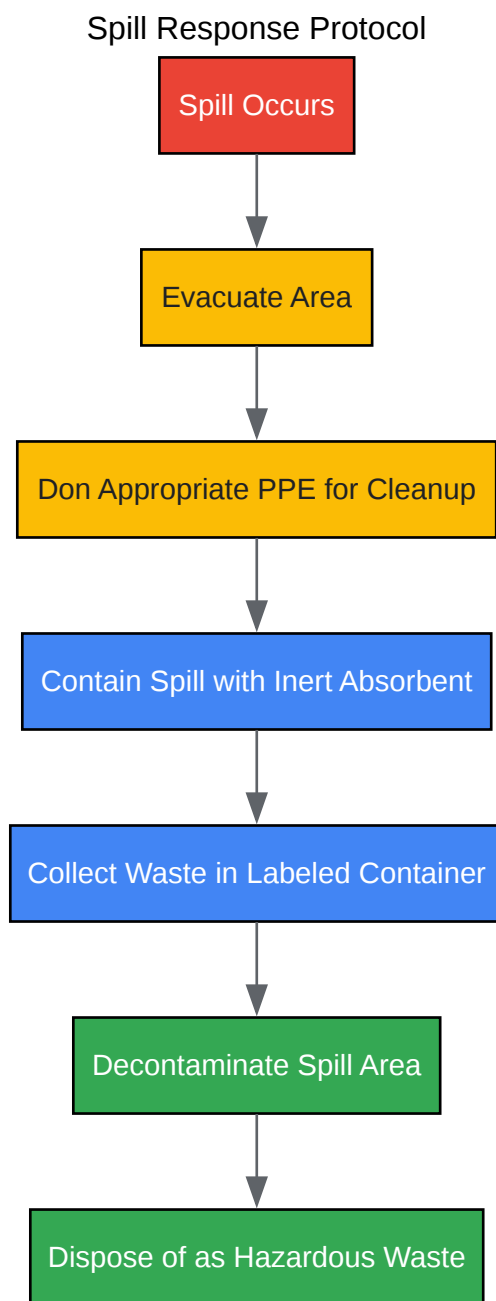 Spill Response Protocol
Spill Occurs
Evacuate Area
Don Appropriate PPE for Cleanup
Contain Spill with Inert Absorbent
Collect Waste in Labeled Container
Decontaminate Spill Area
Dispose of as Hazardous Waste